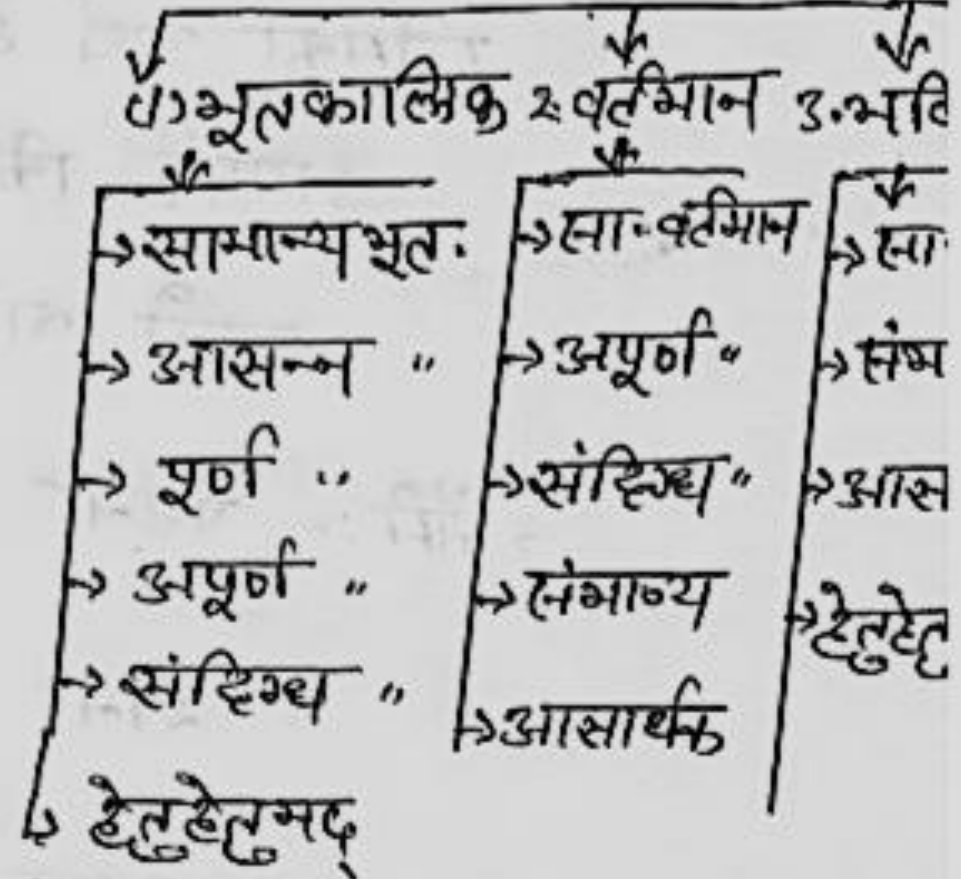 (1) भूतकालिक 2. वर्तमान 3. भवि
→ सामान्य भूत.
→ आसन्न "
→ पूर्ण "
→ अपूर्ण "
→ संदिग्ध "
→ हेतुहेतुमद्
→ सा. वर्तमान
→ अपूर्ण "
→ संदिग्ध "
→ संभाव्य
→ आसार्थक
→ सा.
→ संभ
→ आस
→ हेतुहेतु